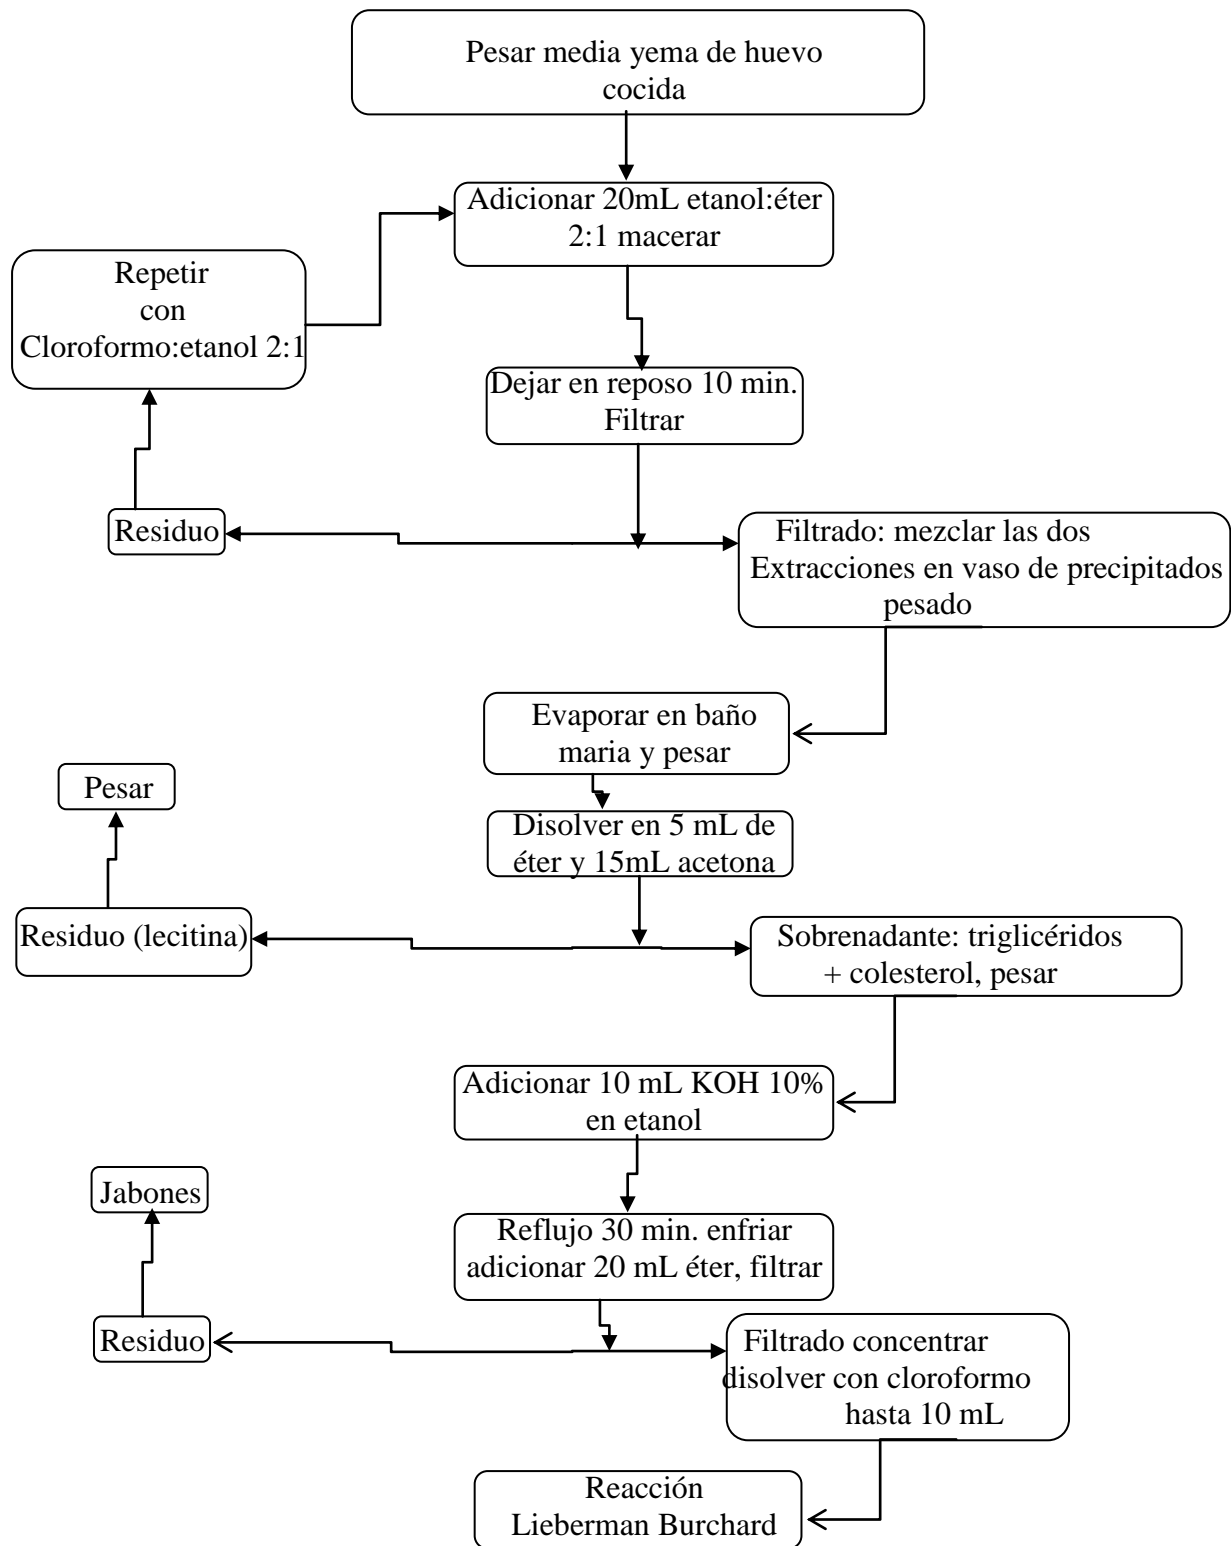 Pesar media yema de huevo
cocida
Adicionar 20mL etanol:éter
2:1 macerar
Repetir
con
Cloroformo:etanol 2:1
Dejar en reposo 10 min.
Filtrar
Residuo
Filtrado: mezclar las dos
Extracciones en vaso de precipitados
pesado
Evaporar en baño
maria y pesar
Pesar
Disolver en 5 mL de
éter y 15mL acetona
Residuo (lecitina)
Sobrenadante: triglicéridos
+ colesterol, pesar
Adicionar 10 mL KOH 10%
en etanol
Jabones
Reflujo 30 min. enfriar
adicionar 20 mL éter, filtrar
Residuo
Filtrado concentrar
disolver con cloroformo
hasta 10 mL
Reacción
Lieberman Burchard